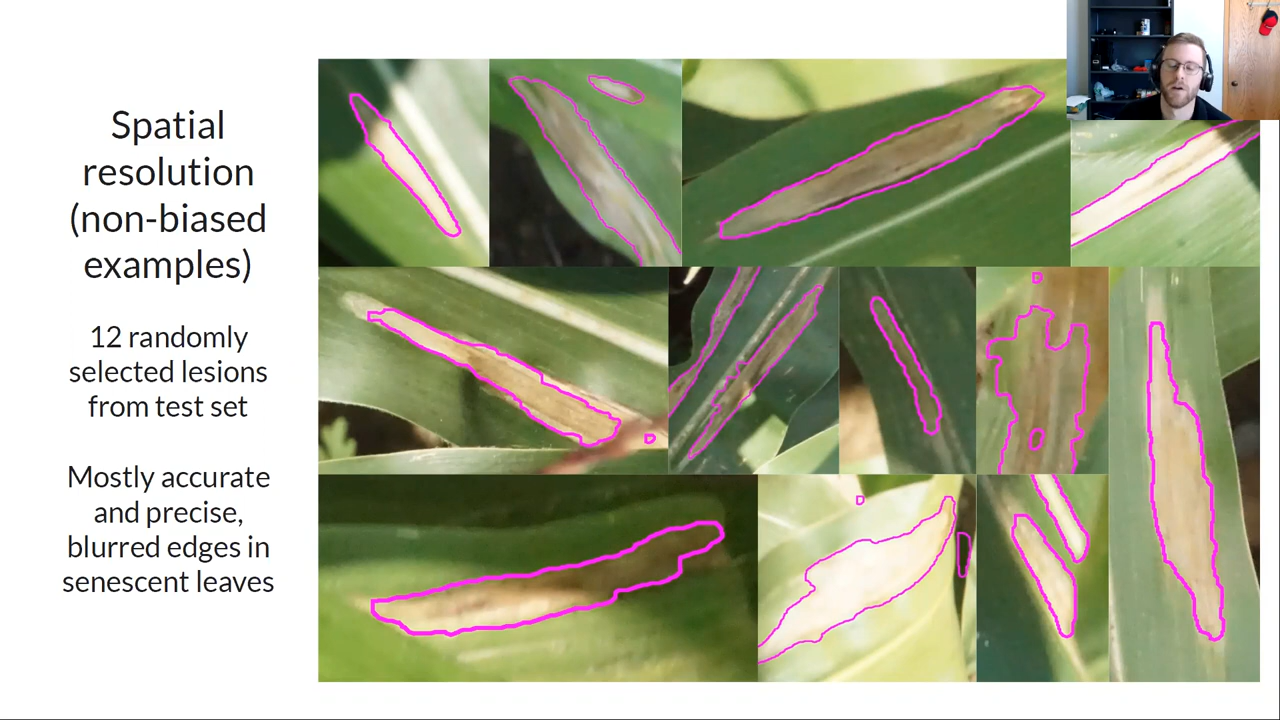 Spatial
resolution
(non-biased
examples)
12 randomly
selected lesions
from test set
Mostly accurate
and precise,
blurred edges in
senescent leaves